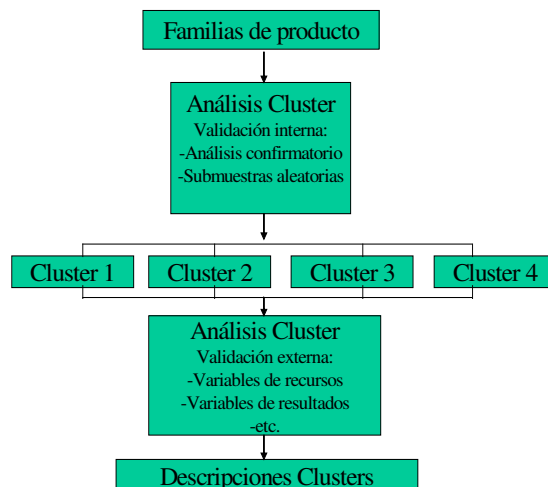 Familias de producto
Análisis Cluster
Validación interna:
-Análisis confirmatorio
-Submuestras aleatorias
Cluster 1
Cluster 2
Cluster 3
Cluster 4
Análisis Cluster
Validación externa:
-Variables de recursos
-Variables de resultados
-etc.
Descripciones Clusters